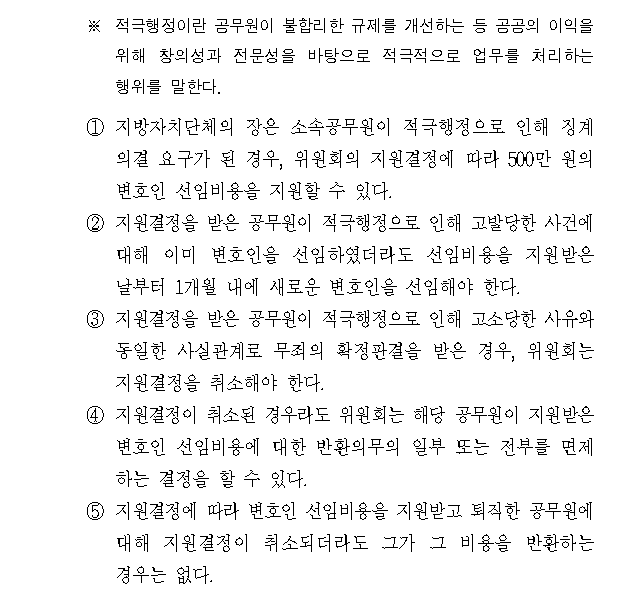 ※ 적극행정이란 공무원이 불합리한 규제를 개선하는 등 공공의 이익을
위해 창의성과 전문성을 바탕으로 적극적으로 업무를 처리하는
행위를 말한다.
① 지방자치단체의 장은 소속공무원이 적극행정으로 인해 징계
의결 요구가 된 경우, 위원회의 지원결정에 따라 500만 원의
변호인 선임비용을 지원할 수 있다.
② 지원결정을 받은 공무원이 적극행정으로 인해 고발당한 사건에
대해 이미 변호인을 선임하였더라도 선임비용을 지원받은
날부터 1개월 내에 새로운 변호인을 선임해야 한다.
③ 지원결정을 받은 공무원이 적극행정으로 인해 고소당한 사유와
동일한 사실관계로 무죄의 확정판결을 받은 경우, 위원회는
지원결정을 취소해야 한다.
④ 지원결정이 취소된 경우라도 위원회는 해당 공무원이 지원받은
변호인 선임비용에 대한 반환의무의 일부 또는 전부를 면제
하는 결정을 할 수 있다.
⑤ 지원결정에 따라 변호인 선임비용을 지원받고 퇴직한 공무원에
대해 지원결정이 취소되더라도 그가 그 비용을 반환하는
경우는 없다.